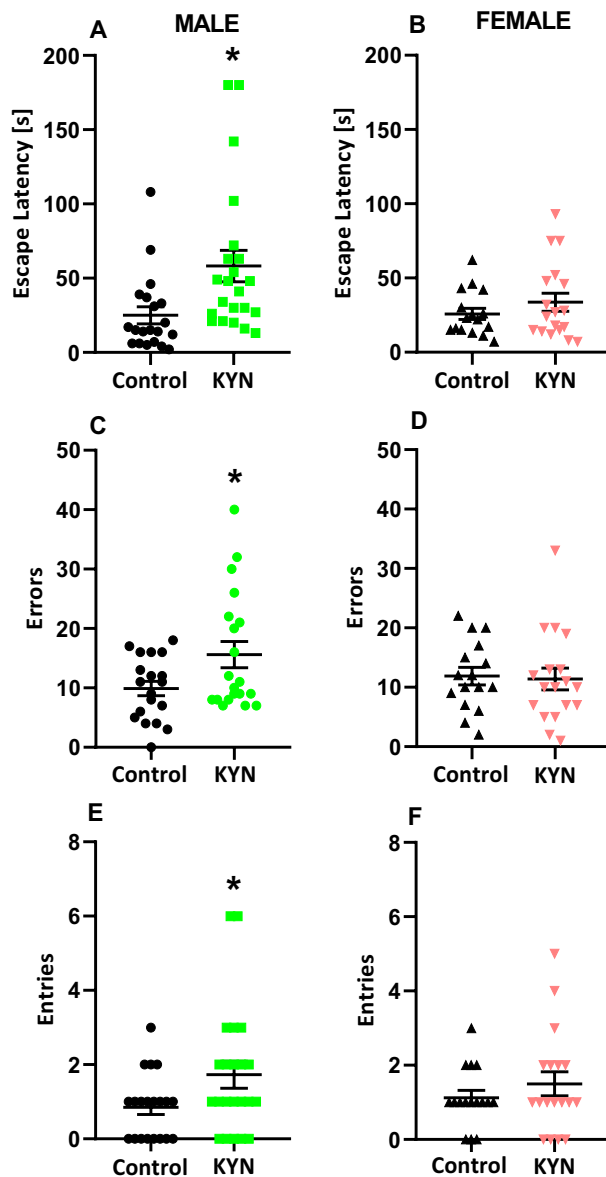 A
MALE
B
FEMALE
*
Escape Latency [s]
200
150
100
50
0
Control
KYN
Escape Latency [s]
200
150
100
50
0
Control
KYN
C
*
Errors
50
40
30
20
10
0
Control
KYN
D
Errors
50
40
30
20
10
0
Control
KYN
E
*
Entries
8
6
4
2
0
Control
KYN
F
Entries
8
6
4
2
0
Control
KYN